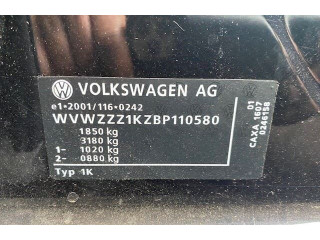 VOLKSWAGEN AG
e1*2001/116*0242
WVWZZZ1KZBP110580
1850 kg
3180 kg
1- 1020 kg
2- 0880 kg
Typ 1K
01
CAXA 1607
0246158